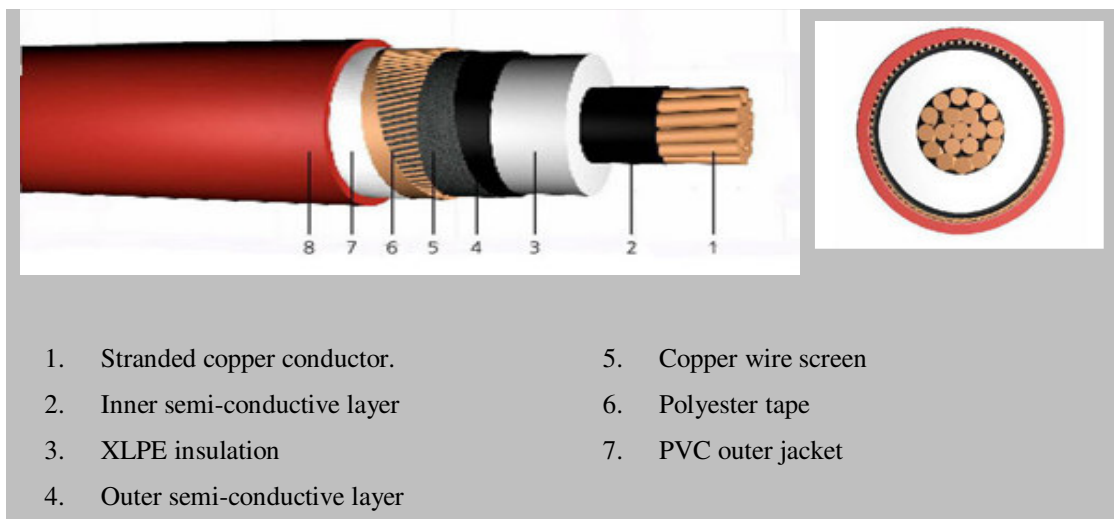 8 7 6 5 4 3 2 1
1. Stranded copper conductor.
2. Inner semi-conductive layer
3. XLPE insulation
4. Outer semi-conductive layer
5. Copper wire screen
6. Polyester tape
7. PVC outer jacket